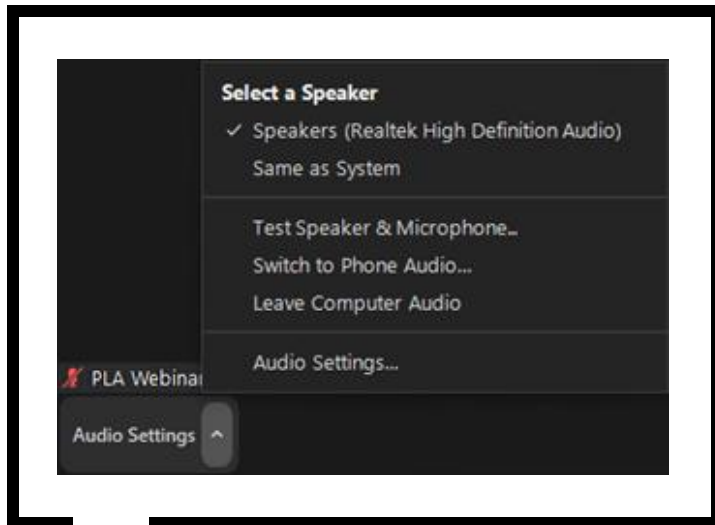 Select a Speaker
✓ Speakers (Realtek High Definition Audio)
Same as System
Test Speaker & Microphone...
Switch to Phone Audio...
Leave Computer Audio
Audio Settings...
PLA Webinar
Audio Settings